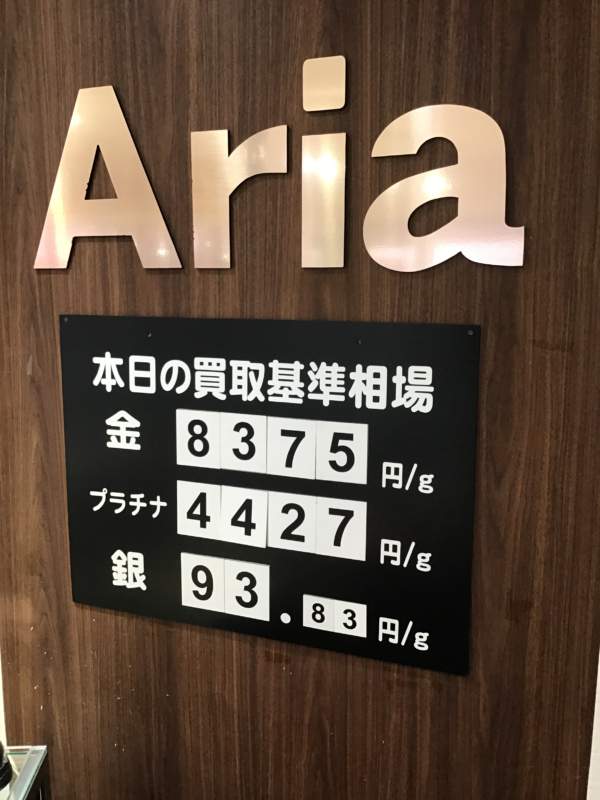 Aria
本日の買取基準相場
金 8375 円/g
プラチナ 4427 円/g
銀 93.83 円/g